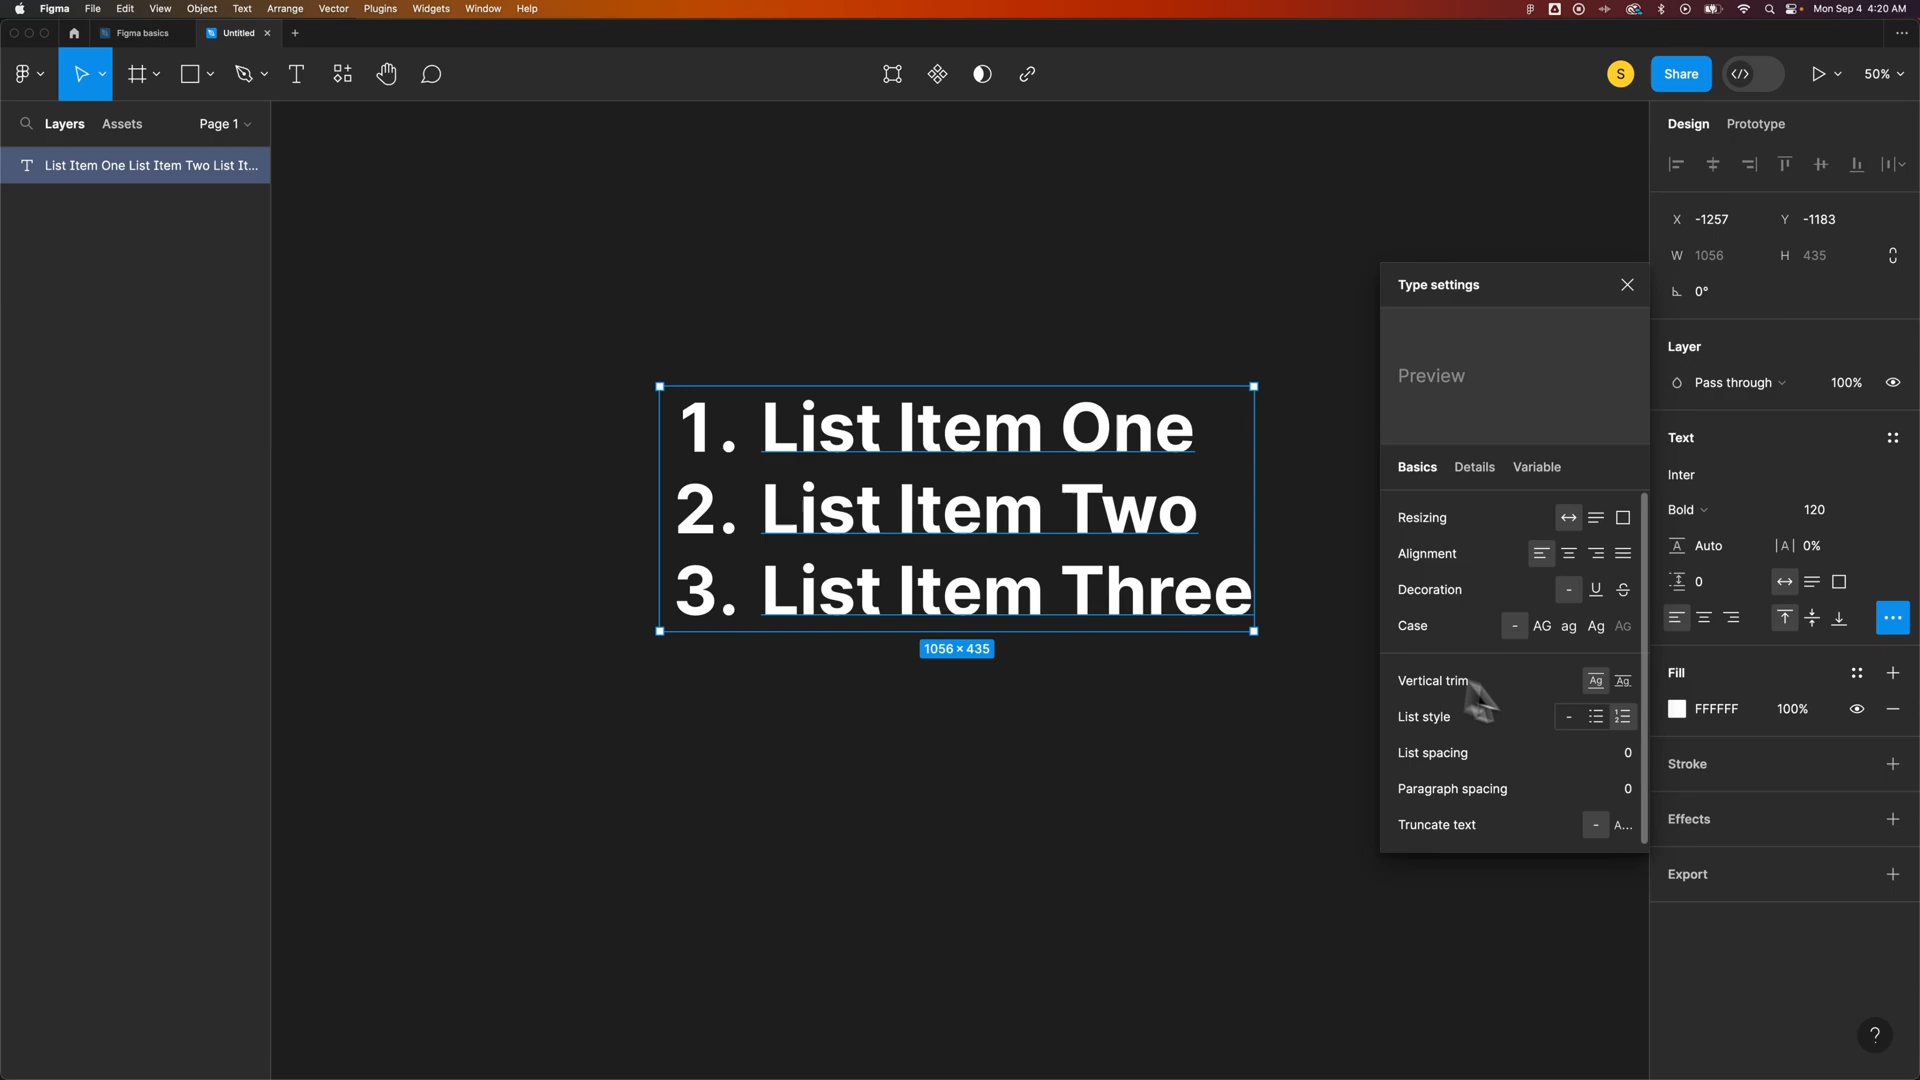 Figma File Edit View Object Text Arrange Vector Plugins Widgets Window Help Mon Sep 4 4:20 AM
Figma basics Untitled
S Share 50%
Layers Assets Page 1
Design Prototype
List Item One List Item Two List It...
X -1257 Y -1183
W 1056 H 435
0°
Type settings
Preview
Layer
Pass through 100%
1. List Item One
2. List Item Two
3. List Item Three
1056 × 435
Basics Details Variable
Resizing
Alignment
Decoration - U S
Case - AG ag Ag AG
Vertical trim Ag Ag
List style -
List spacing 0
Paragraph spacing 0
Truncate text - A...
Text
Inter
Bold 120
A Auto |A| 0%
0
Fill
FFFFFF 100%
Stroke
Effects
Export
?